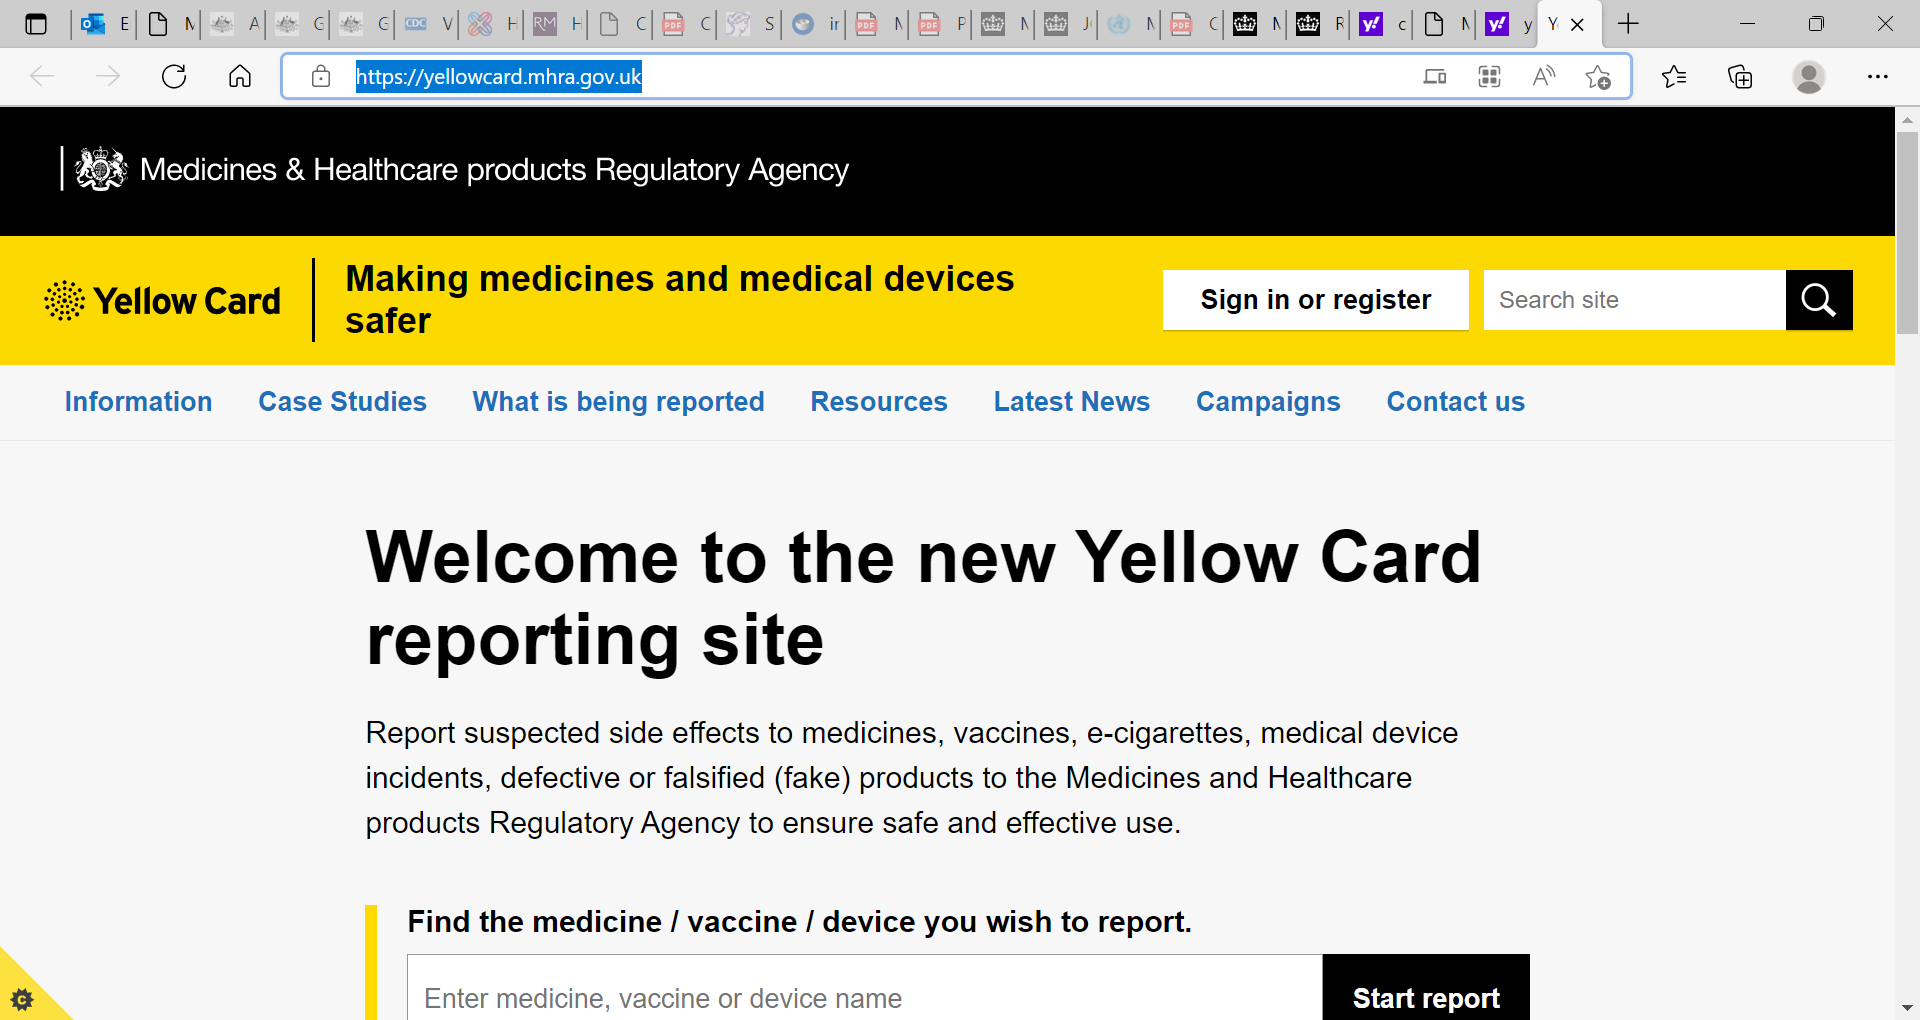 https://yellowcard.mhra.gov.uk
Medicines & Healthcare products Regulatory Agency
Yellow Card
Making medicines and medical devices
safer
Sign in or register
Search site
Information Case Studies What is being reported Resources Latest News Campaigns Contact us
Welcome to the new Yellow Card
reporting site
Report suspected side effects to medicines, vaccines, e-cigarettes, medical device
incidents, defective or falsified (fake) products to the Medicines and Healthcare
products Regulatory Agency to ensure safe and effective use.
Find the medicine / vaccine / device you wish to report.
Enter medicine, vaccine or device name
Start report